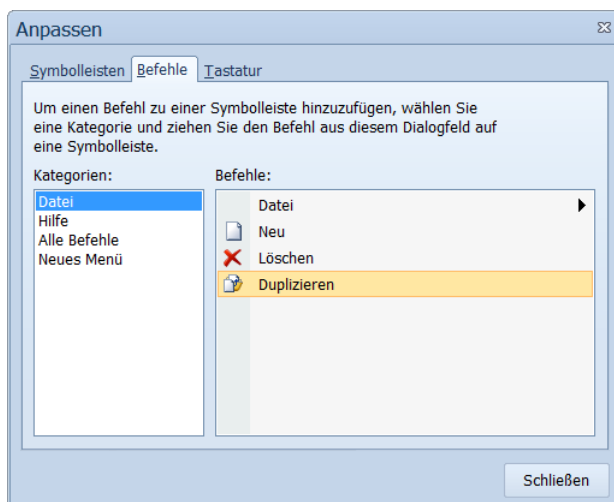 Anpassen
Symbolleisten Befehle Tastatur
Um einen Befehl zu einer Symbolleiste hinzuzufügen, wählen Sie
eine Kategorie und ziehen Sie den Befehl aus diesem Dialogfeld auf
eine Symbolleiste.
Kategorien:
Datei
Hilfe
Alle Befehle
Neues Menü
Befehle:
Datei
Neu
Löschen
Duplizieren
Schließen